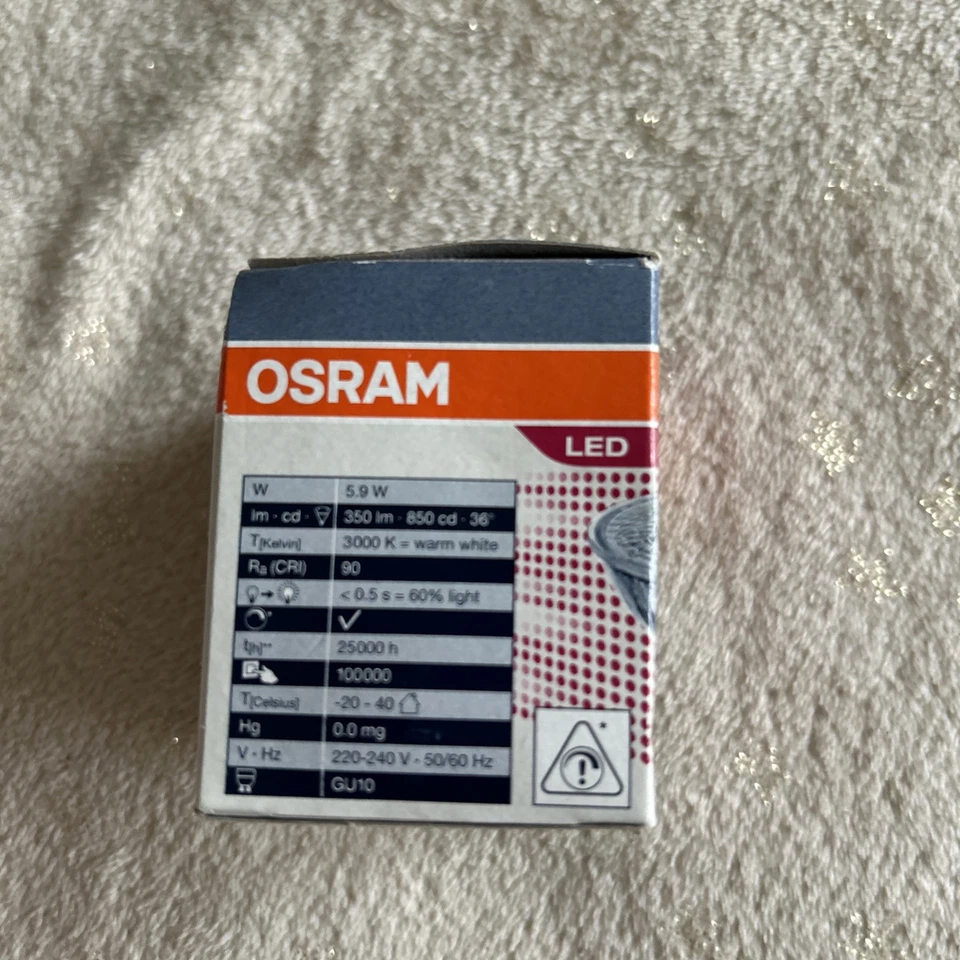 OSRAM
LED
W 5.9 W
lm - cd - 350 lm - 850 cd - 36°
T[Kelvin] 3000 K = warm white
Ra (CRI) 90
< 0.5 s = 60% light
* ✓
t[h]** 25000 h
100000
T[Celsius] -20 - 40
Hg 0.0 mg
V - Hz 220-240 V - 50/60 Hz
GU10
! *